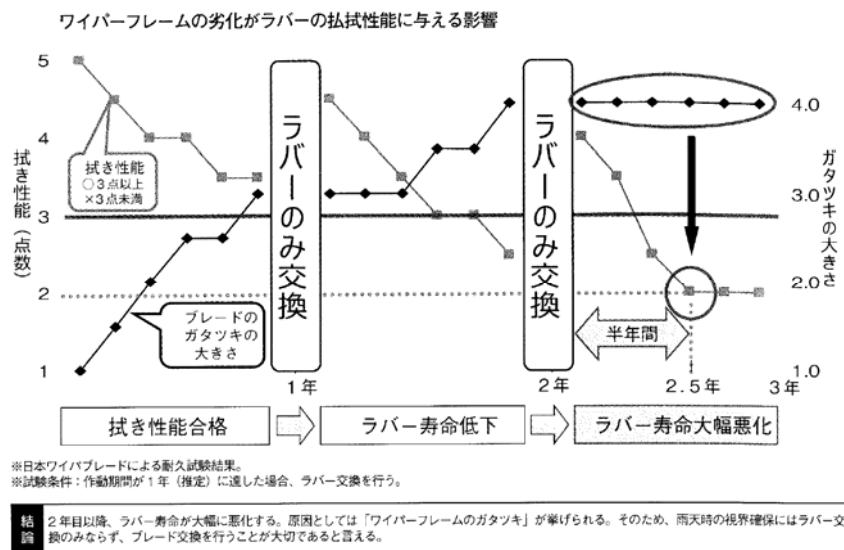 ワイパーフレームの劣化がラバーの払拭性能に与える影響
5
4
3
2
1
拭き性能（点数）
拭き性能
○3点以上
×3点未満
ブレードの
ガタツキの
大きさ
ラバーのみ交換
1年
ラバーのみ交換
2年
半年間
2.5年
3年
4.0
3.0
2.0
1.0
ガタツキの大きさ
拭き性能合格
ラバー寿命低下
ラバー寿命大幅悪化
※日本ワイパブレードによる耐久試験結果。
※試験条件：作動期間が1年（推定）に達した場合、ラバー交換を行う。
結論
2年目以降、ラバー寿命が大幅に悪化する。原因としては「ワイパーフレームのガタツキ」が挙げられる。そのため、雨天時の視界確保にはラバー交
換のみならず、ブレード交換を行うことが大切であると言える。